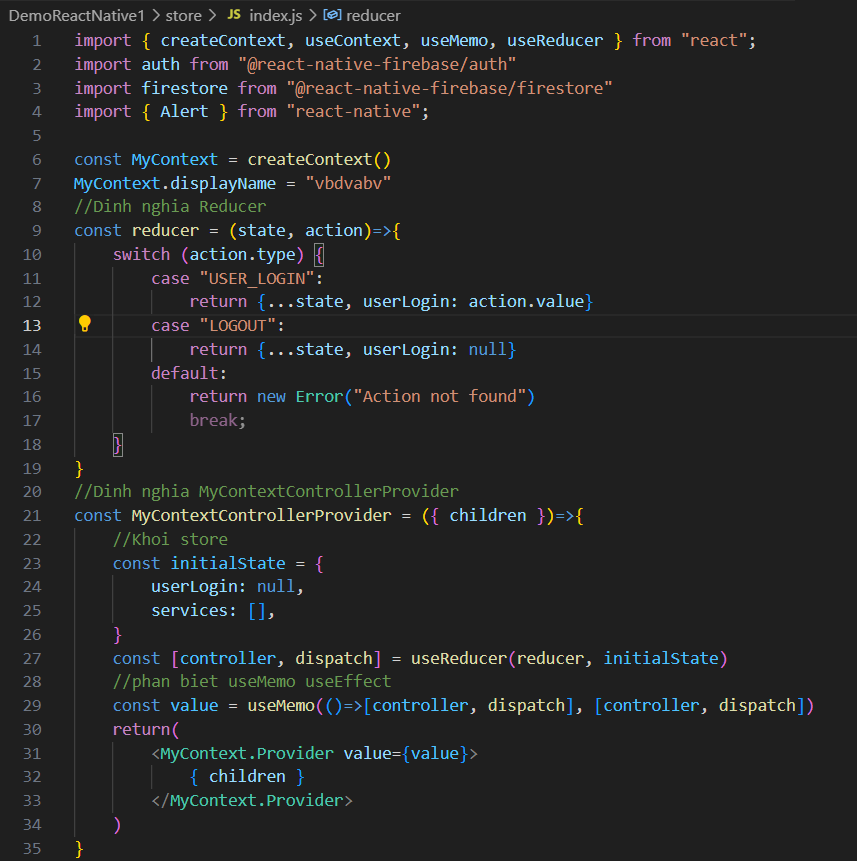 DemoReactNative1 > store > JS index.js > reducer
1 import { createContext, useContext, useMemo, useReducer } from "react";
2 import auth from "@react-native-firebase/auth"
3 import firestore from "@react-native-firebase/firestore"
4 import { Alert } from "react-native";
5
6 const MyContext = createContext()
7 MyContext.displayName = "vbdvabv"
8 //Dinh nghia Reducer
9 const reducer = (state, action)=>{
10     switch (action.type) {
11         case "USER_LOGIN":
12             return {...state, userLogin: action.value}
13         case "LOGOUT":
14             return {...state, userLogin: null}
15         default:
16             return new Error("Action not found")
17             break;
18     }
19 }
20 //Dinh nghia MyContextControllerProvider
21 const MyContextControllerProvider = ({ children })=>{
22     //Khoi store
23     const initialState = {
24         userLogin: null,
25         services: [],
26     }
27     const [controller, dispatch] = useReducer(reducer, initialState)
28     //phan biet useMemo useEffect
29     const value = useMemo(()=>[controller, dispatch], [controller, dispatch])
30     return(
31         <MyContext.Provider value={value}>
32             { children }
33         </MyContext.Provider>
34     )
35 }